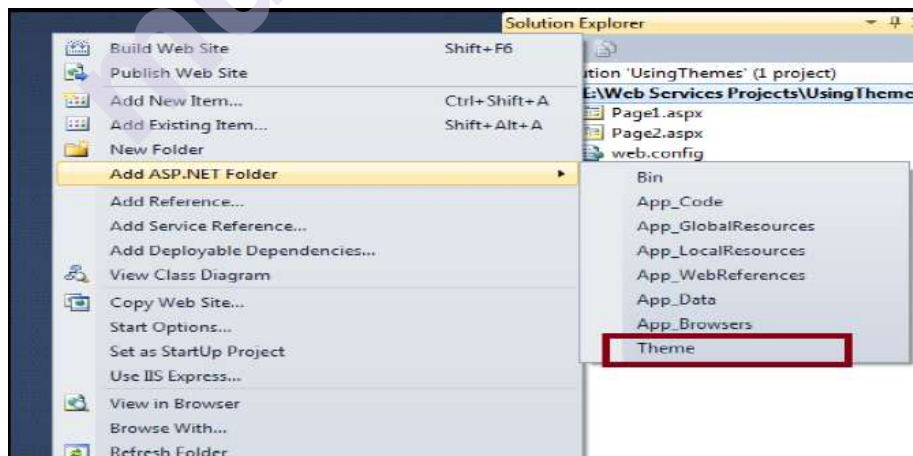 Solution Explorer
Build Web Site Shift+F6
Publish Web Site
Add New Item... Ctrl+Shift+A
Add Existing Item... Shift+Alt+A
New Folder
Add ASP.NET Folder
Add Reference...
Add Service Reference...
Add Deployable Dependencies...
View Class Diagram
Copy Web Site...
Start Options...
Set as StartUp Project
Use IIS Express...
View in Browser
Browse With...
Refresh Folder
ution 'UsingThemes' (1 project)
E:\Web Services Projects\UsingTheme
Page1.aspx
Page2.aspx
web.config
Bin
App_Code
App_GlobalResources
App_LocalResources
App_WebReferences
App_Data
App_Browsers
Theme